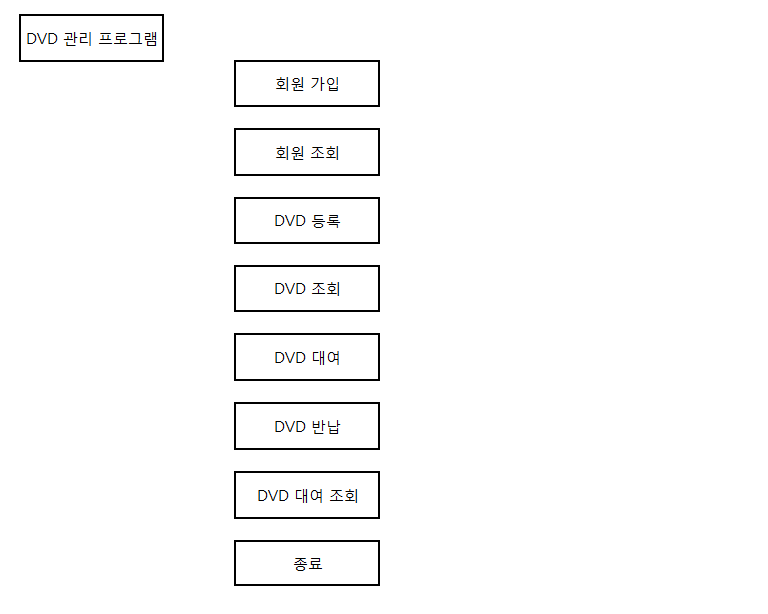 DVD 관리 프로그램
회원 가입
회원 조회
DVD 등록
DVD 조회
DVD 대여
DVD 반납
DVD 대여 조회
종료